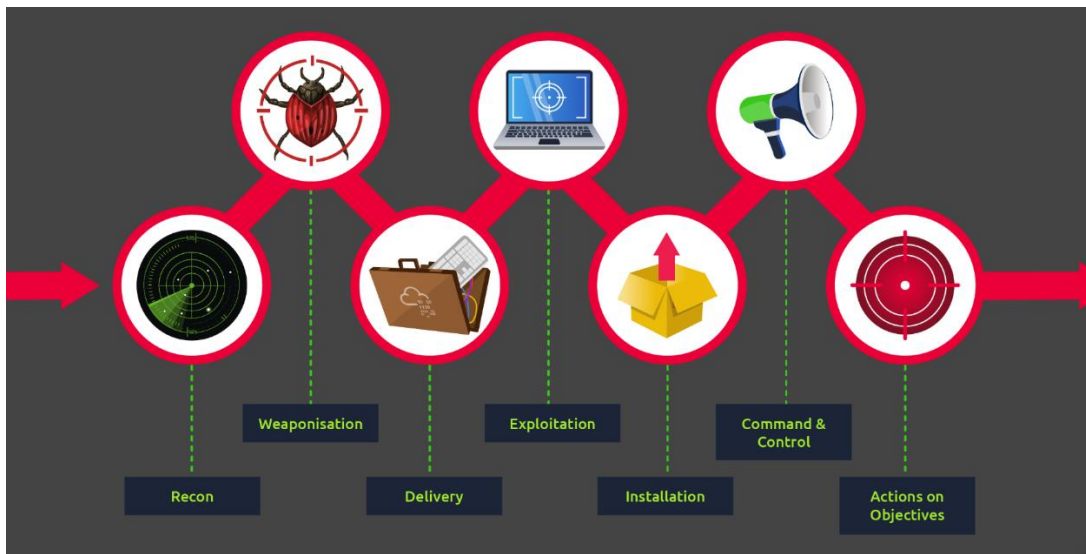 Recon
Weaponisation
Delivery
Exploitation
Installation
Command &
Control
Actions on
Objectives